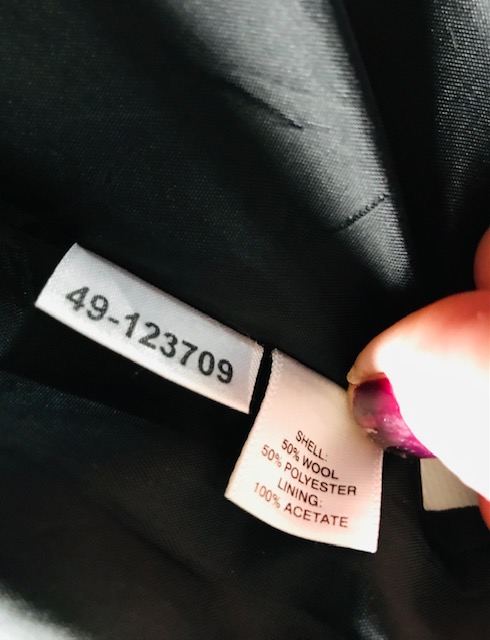 49-123709
SHELL:
50% WOOL
50% POLYESTER
LINING:
100% ACETATE